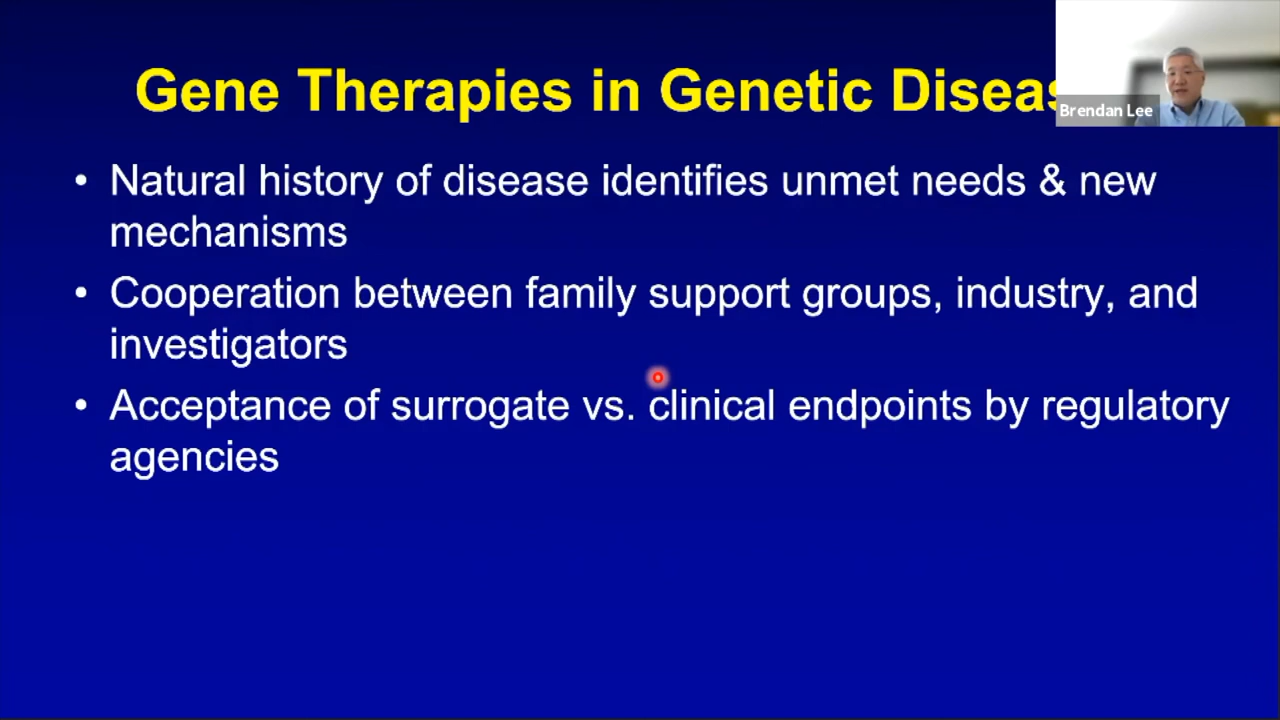 Gene Therapies in Genetic
Brendan Lee
• Natural history of disease identifies unmet needs & new
mechanisms
• Cooperation between family support groups, industry, and
investigators
• Acceptance of surrogate vs. clinical endpoints by regulatory
agencies